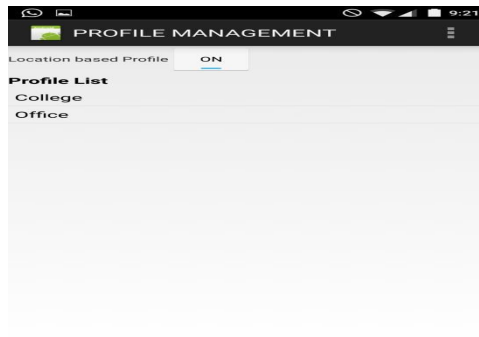 9:21
PROFILE MANAGEMENT
Location based Profile ON
Profile List
College
Office